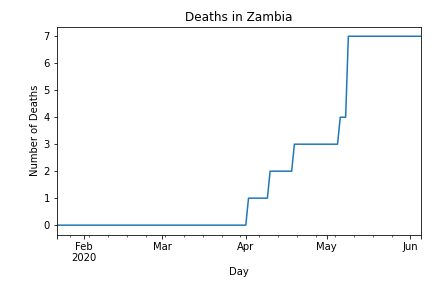 Deaths in Zambia
Number of Deaths
7
6
5
4
3
2
1
0
Feb
2020
Mar
Apr
May
Jun
Day